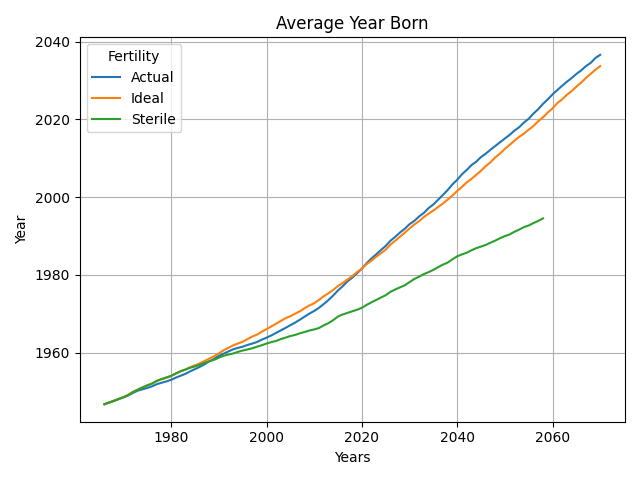 Average Year Born
Fertility
Actual
Ideal
Sterile
2040
2020
2000
1980
1960
Year
1980 2000 2020 2040 2060
Years